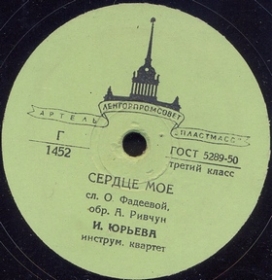 ЛЕНГОРПРОМСОВЕТ
АРТЕЛЬ
ПЛАСТМАСС
Г
1452
ГОСТ 5289-50
третий класс
СЕРДЦЕ МОЕ
сл. О. Фадеевой,
обр. А. Ривчун
И. ЮРЬЕВА
инструм. квартет